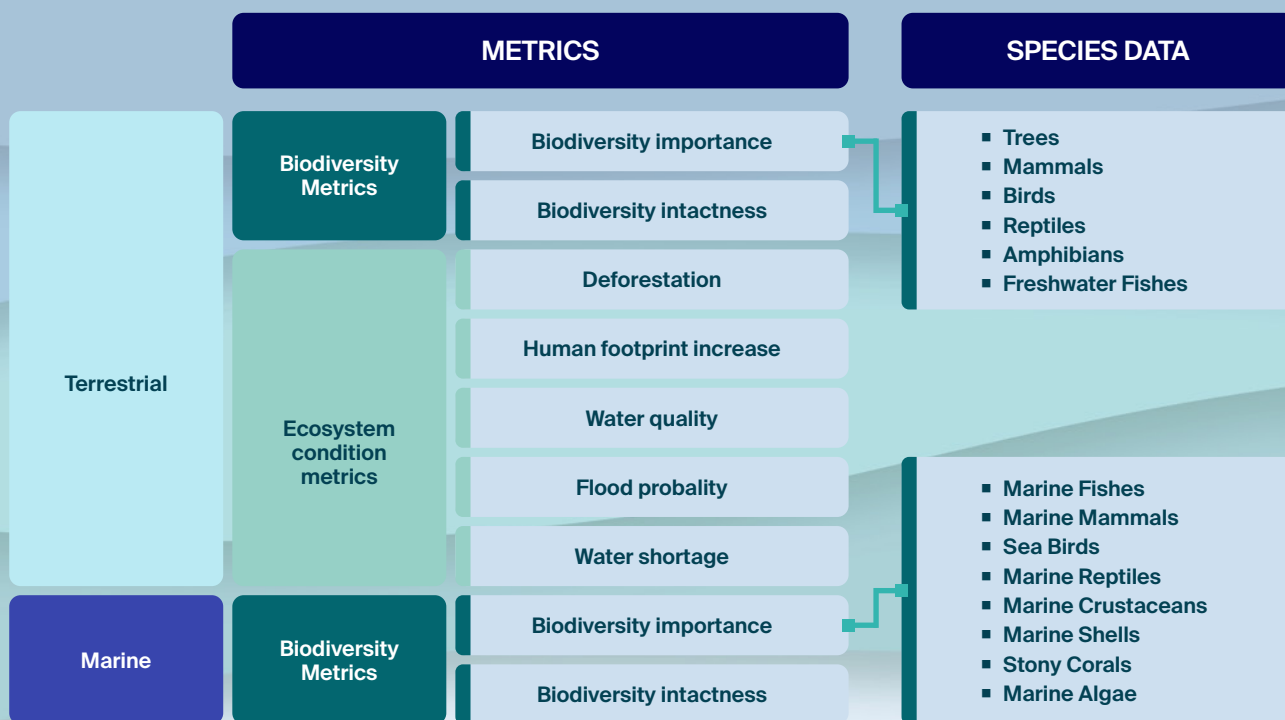 METRICS
SPECIES DATA
Terrestrial
Biodiversity
Metrics
Biodiversity importance
Biodiversity intactness
Ecosystem
condition
metrics
Deforestation
Human footprint increase
Water quality
Flood probality
Water shortage
Trees
Mammals
Birds
Reptiles
Amphibians
Freshwater Fishes
Marine
Biodiversity
Metrics
Biodiversity importance
Biodiversity intactness
Marine Fishes
Marine Mammals
Sea Birds
Marine Reptiles
Marine Crustaceans
Marine Shells
Stony Corals
Marine Algae